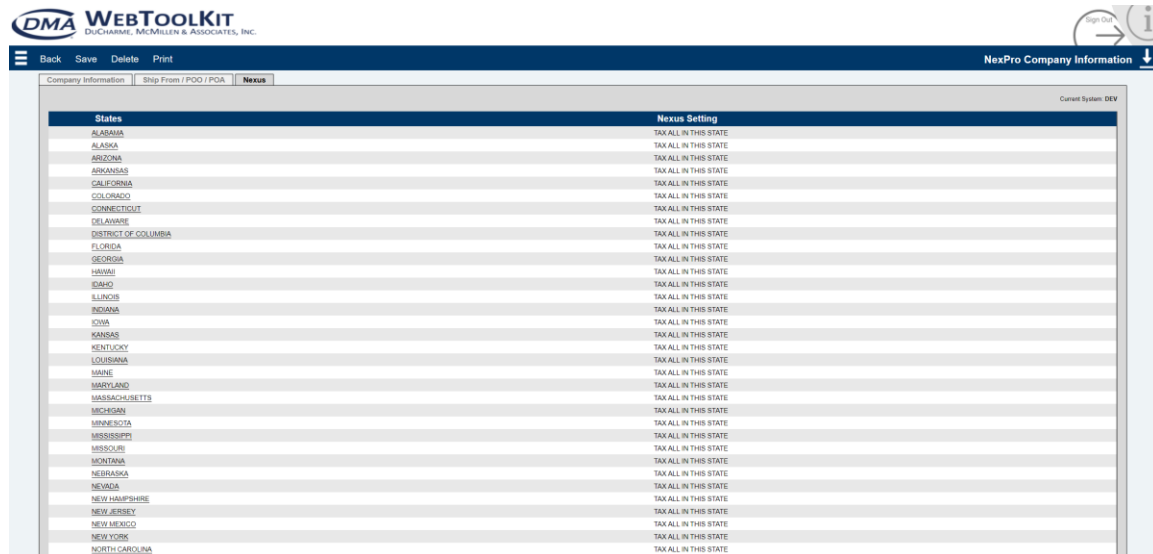 DMA WEBTOOLKIT
DUCHARME, MCMILLEN & ASSOCIATES, INC.
Sign Out
i
Back Save Delete Print NexPro Company Information
Company Information Ship From / POO / POA Nexus
Current System: DEV
States Nexus Setting
ALABAMA TAX ALL IN THIS STATE
ALASKA TAX ALL IN THIS STATE
ARIZONA TAX ALL IN THIS STATE
ARKANSAS TAX ALL IN THIS STATE
CALIFORNIA TAX ALL IN THIS STATE
COLORADO TAX ALL IN THIS STATE
CONNECTICUT TAX ALL IN THIS STATE
DELAWARE TAX ALL IN THIS STATE
DISTRICT OF COLUMBIA TAX ALL IN THIS STATE
FLORIDA TAX ALL IN THIS STATE
GEORGIA TAX ALL IN THIS STATE
HAWAII TAX ALL IN THIS STATE
IDAHO TAX ALL IN THIS STATE
ILLINOIS TAX ALL IN THIS STATE
INDIANA TAX ALL IN THIS STATE
IOWA TAX ALL IN THIS STATE
KANSAS TAX ALL IN THIS STATE
KENTUCKY TAX ALL IN THIS STATE
LOUISIANA TAX ALL IN THIS STATE
MAINE TAX ALL IN THIS STATE
MARYLAND TAX ALL IN THIS STATE
MASSACHUSETTS TAX ALL IN THIS STATE
MICHIGAN TAX ALL IN THIS STATE
MINNESOTA TAX ALL IN THIS STATE
MISSISSIPPI TAX ALL IN THIS STATE
MISSOURI TAX ALL IN THIS STATE
MONTANA TAX ALL IN THIS STATE
NEBRASKA TAX ALL IN THIS STATE
NEVADA TAX ALL IN THIS STATE
NEW HAMPSHIRE TAX ALL IN THIS STATE
NEW JERSEY TAX ALL IN THIS STATE
NEW MEXICO TAX ALL IN THIS STATE
NEW YORK TAX ALL IN THIS STATE
NORTH CAROLINA TAX ALL IN THIS STATE